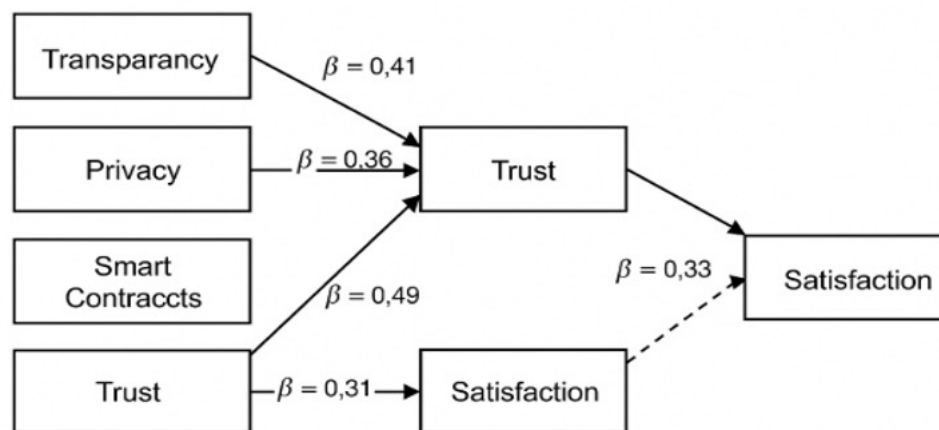 Transparancy
β = 0,41
Privacy
β = 0,36
Trust
Smart
Contraccts
β = 0,49
β = 0,33
Satisfaction
Trust
β = 0,31
Satisfaction